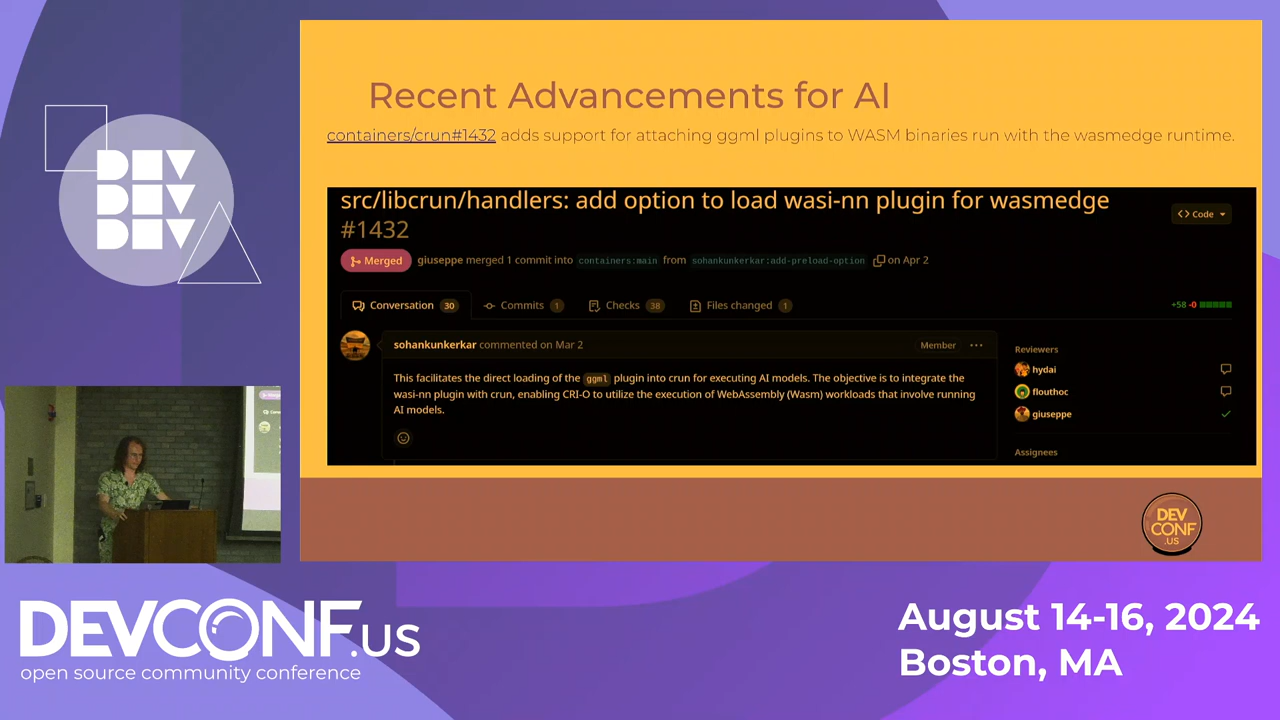 Recent Advancements for AI
containers/crun#1432 adds support for attaching ggml plugins to WASM binaries run with the wasmedge runtime.
src/libcrun/handlers: add option to load wasi-nn plugin for wasmedge
#1432
Code
Merged giuseppe merged 1 commit into containers:main from sohankunkerkar:add-preload-option on Apr 2
Conversation 30 Commits 1 Checks 38 Files changed 1 +58 -0
sohankunkerkar commented on Mar 2 Member ...
This facilitates the direct loading of the ggml plugin into crun for executing AI models. The objective is to integrate the
wasi-nn plugin with crun, enabling CRI-O to utilize the execution of WebAssembly (Wasm) workloads that involve running
AI models.
Reviewers
hydai
flouthoc
giuseppe
Assignees
DEV
CONF
.US
DEV
DEV
DEV
DEVCONF.US
open source community conference
August 14-16, 2024
Boston, MA